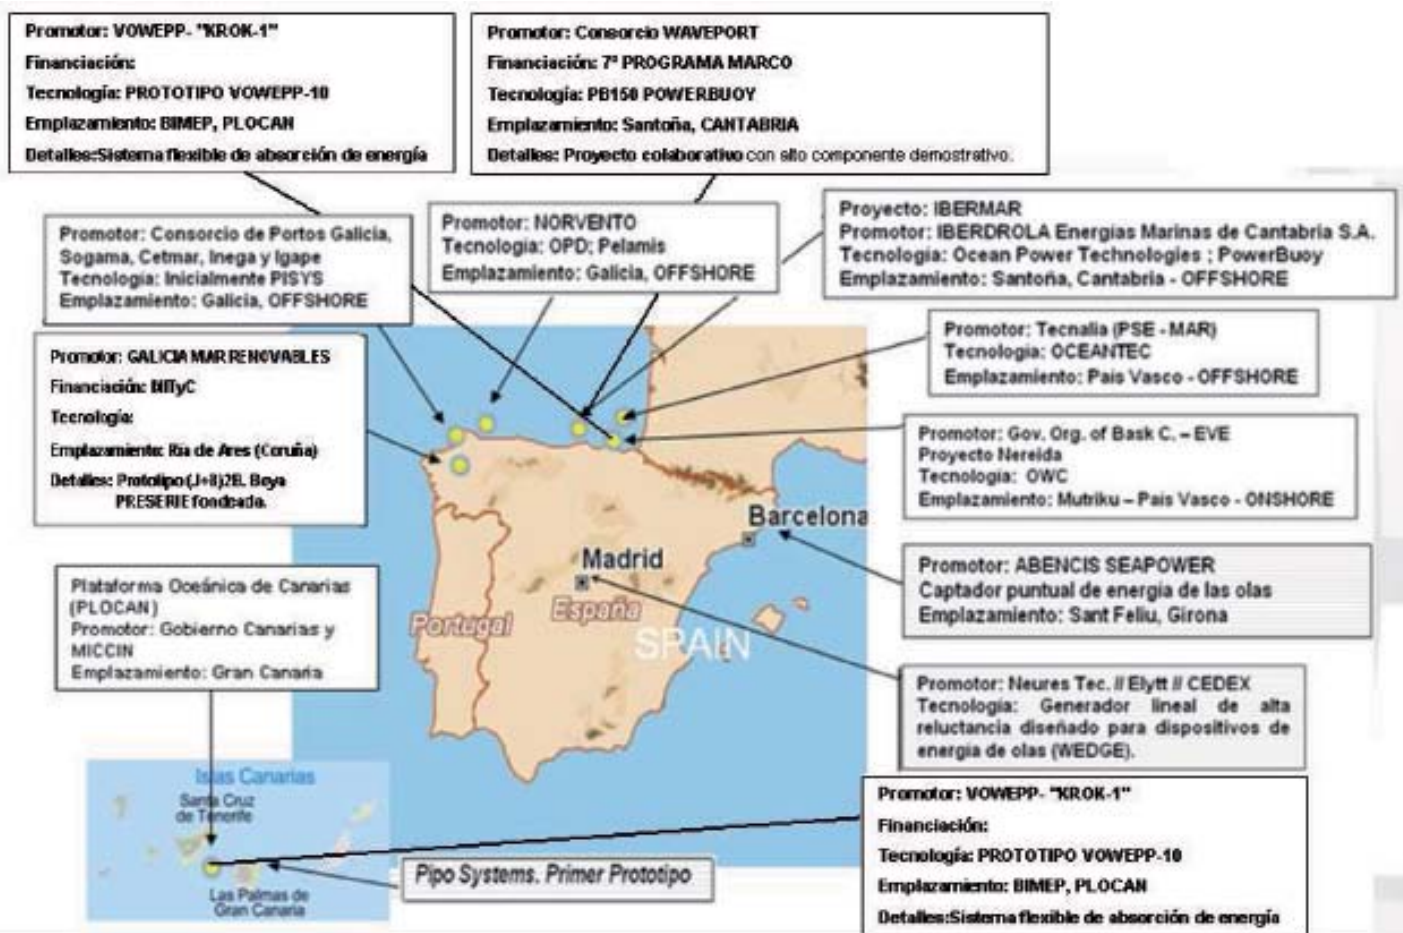 Promotor: VOWEPP- "KROK-1"
Financiación:
Tecnología: PROTOTIPO VOWEPP-10
Emplazamiento: BIMEP, PLOCAN
Detalles:Sistema flexible de absorción de energía
Promotor: Consorcio WAVEPORT
Financiación: 7º PROGRAMA MARCO
Tecnología: PB150 POWERBUOY
Emplazamiento: Santoña, CANTABRIA
Detalles: Proyecto colaborativo con alto componente demostrativo.
Promotor: Consorcio de Portos Galicia,
Sogama, Cetmar, Inega y Igape
Tecnología: Inicialmente PISYS
Emplazamiento: Galicia, OFFSHORE
Promotor: NORVENTO
Tecnología: OPD; Pelamis
Emplazamiento: Galicia, OFFSHORE
Proyecto: IBERMAR
Promotor: IBERDROLA Energías Marinas de Cantabria S.A.
Tecnología: Ocean Power Technologies ; PowerBuoy
Emplazamiento: Santoña, Cantabria - OFFSHORE
Promotor: GALICIA MAR RENOVABLES
Financiación: MITyC
Tecnología:
Emplazamiento: Ria de Ares (Coruña)
Detalles: Prototipo Boya
PRESERIE fondeada.
Promotor: Tecnalia (PSE - MAR)
Tecnología: OCEANTEC
Emplazamiento: País Vasco - OFFSHORE
Promotor: Gov. Org. of Bask C. – EVE
Proyecto Nereida
Tecnología: OWC
Emplazamiento: Mutriku – País Vasco - ONSHORE
Barcelona
Madrid
España
Portugal
SPAIN
Promotor: ABENCIS SEAPOWER
Captador puntual de energía de las olas
Emplazamiento: Sant Feliu, Girona
Plataforma Oceánica de Canarias
(PLOCAN)
Promotor: Gobierno Canarias y
MICCIN
Emplazamiento: Gran Canaria
Promotor: Neures Tec. // Elytt // CEDEX
Tecnología: Generador lineal de alta
reluctancia diseñado para dispositivos de
energía de olas (WEDGE).
Islas Canarias
Santa Cruz
de Tenerife
Las Palmas de
Gran Canaria
Pipo Systems. Primer Prototipo
Promotor: VOWEPP- "KROK-1"
Financiación:
Tecnología: PROTOTIPO VOWEPP-10
Emplazamiento: BIMEP, PLOCAN
Detalles:Sistema flexible de absorción de energía